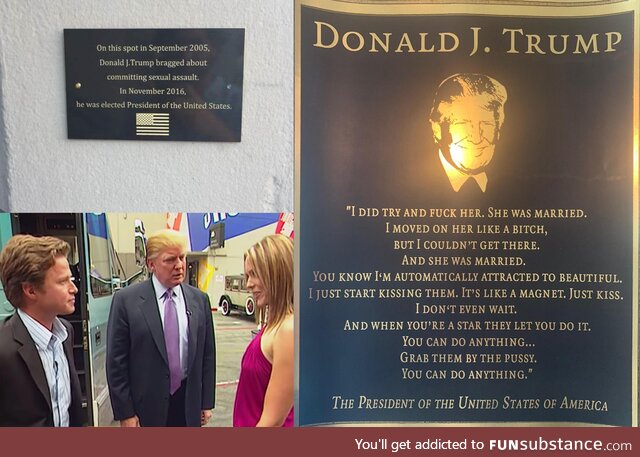 On this spot in September 2005,
Donald J.Trump bragged about
committing sexual assault.
In November 2016,
he was elected President of the United States.
DONALD J. TRUMP
"I DID TRY AND FUCK HER. SHE WAS MARRIED.
I MOVED ON HER LIKE A BITCH,
BUT I COULDN'T GET THERE.
AND SHE WAS MARRIED.
YOU KNOW I'M AUTOMATICALLY ATTRACTED TO BEAUTIFUL.
I JUST START KISSING THEM. IT'S LIKE A MAGNET. JUST KISS.
I DON'T EVEN WAIT.
AND WHEN YOU'RE A STAR THEY LET YOU DO IT.
YOU CAN DO ANYTHING...
GRAB THEM BY THE PUSSY.
YOU CAN DO ANYTHING."
THE PRESIDENT OF THE UNITED STATES OF AMERICA
You'll get addicted to FUNsubstance.com